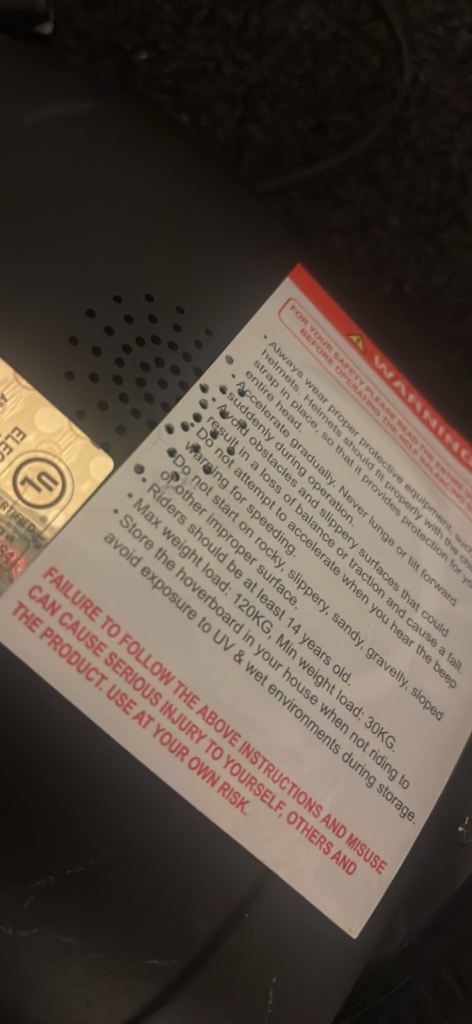 WARNING
FOR YOUR SAFETY, PLEASE READ THE
BEFORE OPERATING THE SELF BALANCING
• Always wear proper protective equipment, such
helmets. Helmets should fit properly with the
strap in place, so that it provides protection for
entire head.
• Accelerate gradually. Never lunge or tilt forward
suddenly during operation.
• Avoid obstacles and slippery surfaces that could
result in a loss of balance or traction and cause a fall.
Do not attempt to accelerate when you hear the beep
warning for speeding.
• Do not start on rocky, slippery, sandy, gravelly, sloped
or other improper surface.
• Riders should be at least 14 years old.
• Max weight load: 120KG, Min weight load: 30KG.
• Store the hoverboard in your house when not riding to
avoid exposure to UV & wet environments during storage.
FAILURE TO FOLLOW THE ABOVE INSTRUCTIONS AND MISUSE
CAN CAUSE SERIOUS INJURY TO YOURSELF, OTHERS AND
THE PRODUCT. USE AT YOUR OWN RISK.